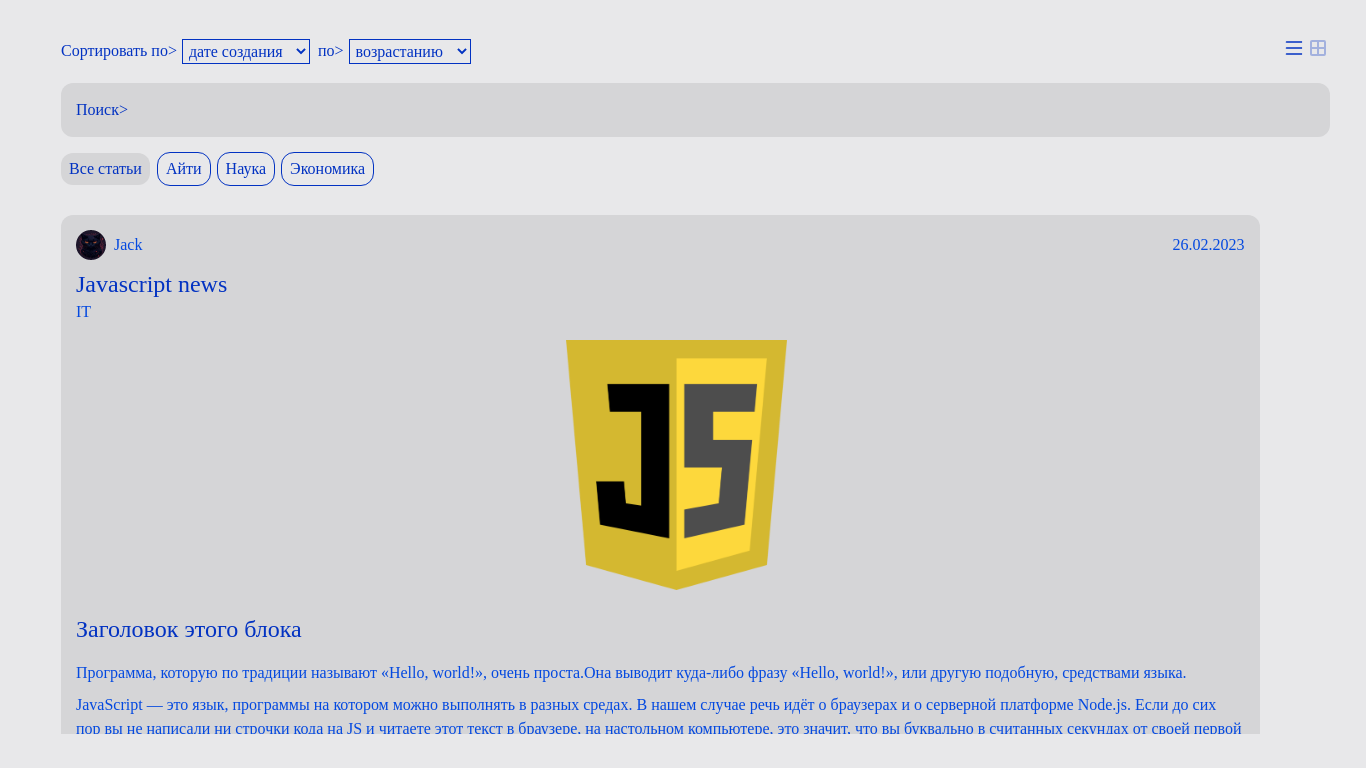 Сортировать по> дате создания по> возрастанию
Поиск>
Все статьи Айти Наука Экономика
Jack 26.02.2023
Javascript news
IT
JS
Заголовок этого блока
Программа, которую по традиции называют «Hello, world!», очень проста.Она выводит куда-либо фразу «Hello, world!», или другую подобную, средствами языка.
JavaScript — это язык, программы на котором можно выполнять в разных средах. В нашем случае речь идёт о браузерах и о серверной платформе Node.js. Если до сих
пор вы не написали ни строчки кода на JS и читаете этот текст в браузере, на настольном компьютере, это значит, что вы буквально в считанных секундах от своей первой